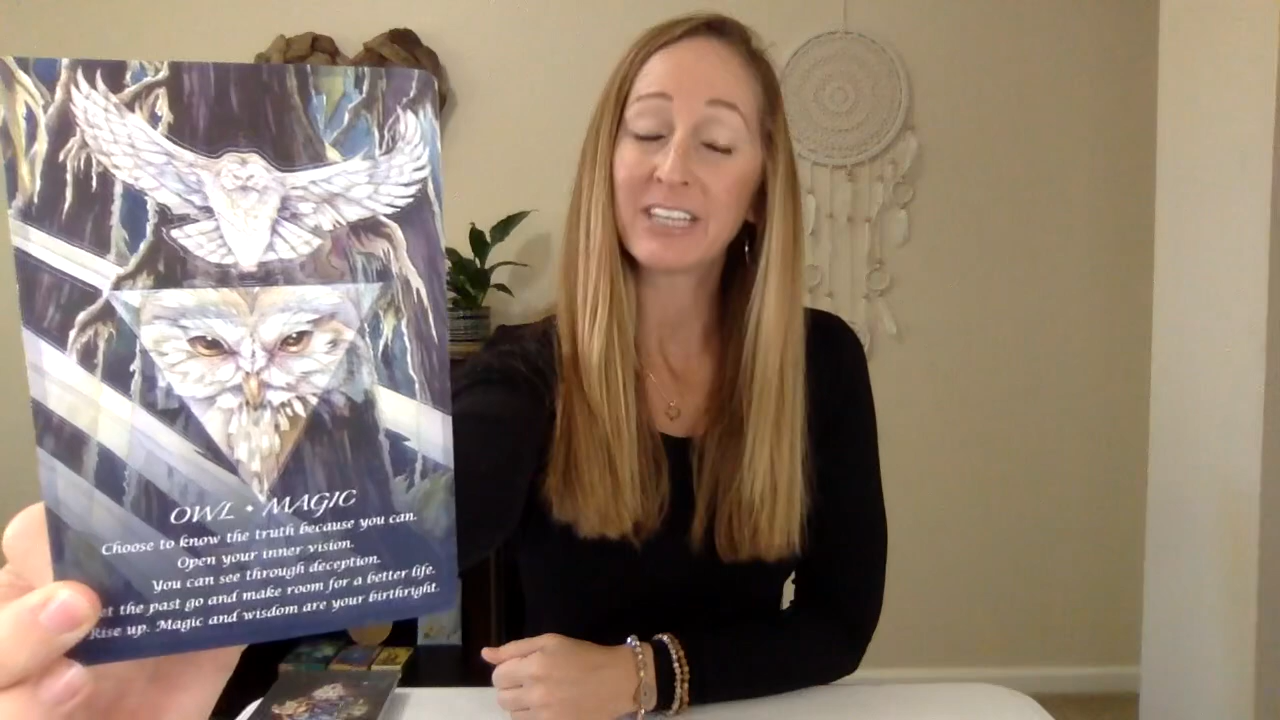 OWL • MAGIC
Choose to know the truth because you can.
Open your inner vision.
You can see through deception.
the past go and make room for a better life.
Rise up. Magic and wisdom are your birthright.